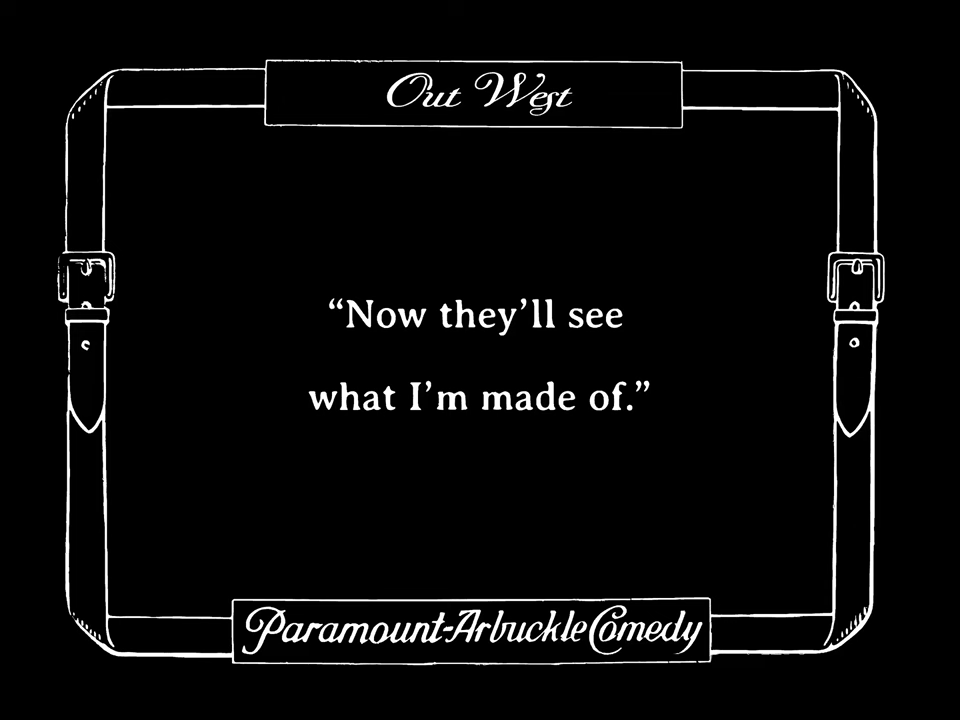 Out West
“Now they’ll see
what I’m made of.”
Paramount-Arbuckle Comedy